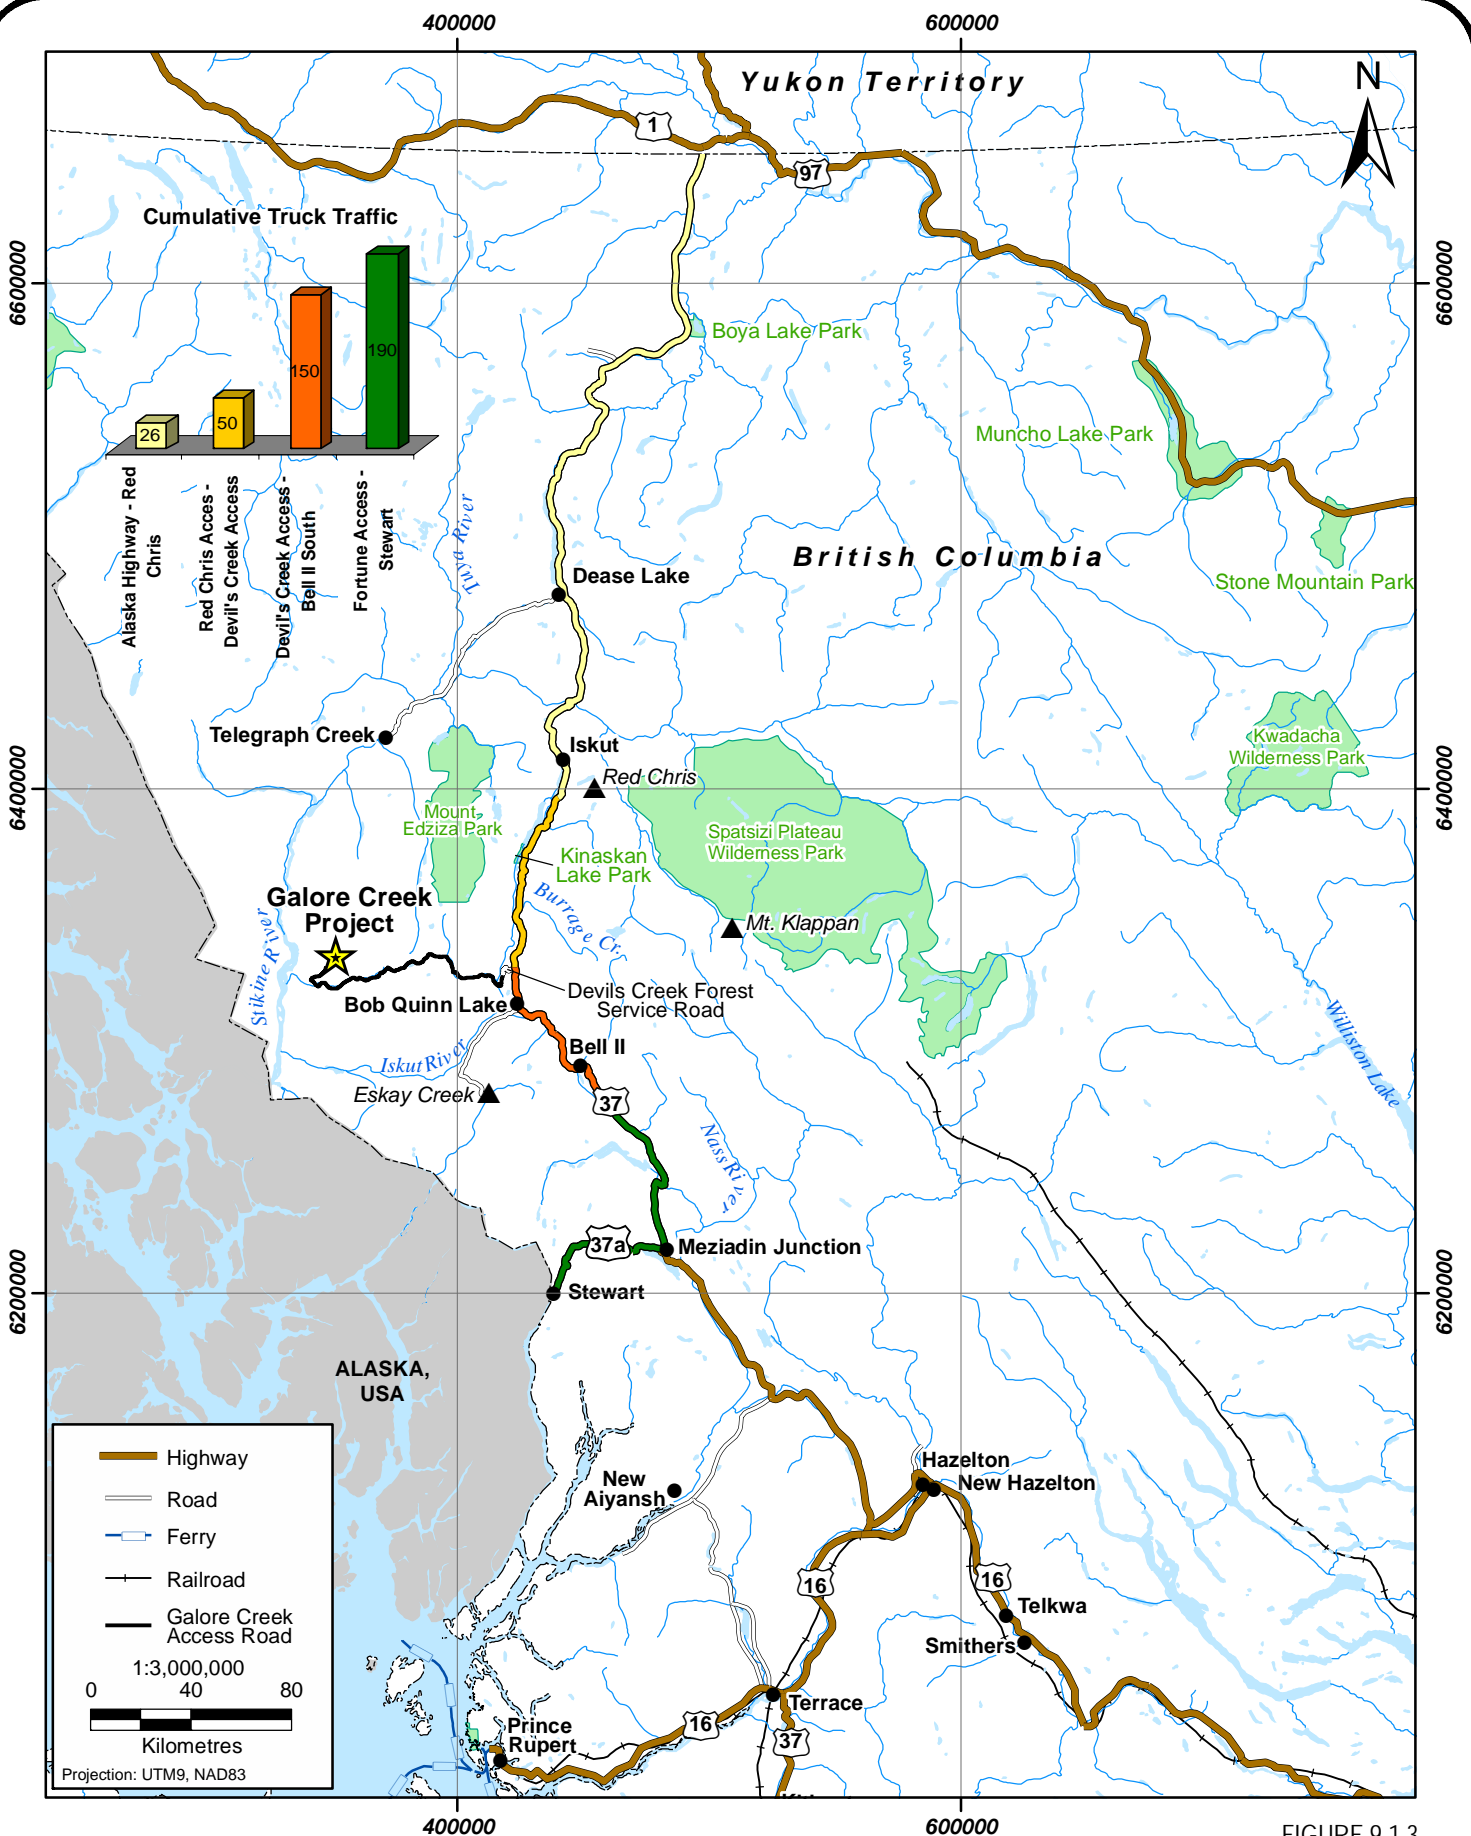 400000
600000
Yukon Territory
N
1
97
Cumulative Truck Traffic
6600000
6600000
Boya Lake Park
190
150
50
26
Muncho Lake Park
Alaska Highway - Red
Chris
Red Chris Acces -
Devil's Creek Access
Devil's Creek Access -
Bell II South
Fortune Access -
Stewart
Tuya River
British Columbia
Dease Lake
Stone Mountain Park
Telegraph Creek
Iskut
Red Chris
Kwadacha
Wilderness Park
6400000
6400000
Mount
Edziza Park
Spatsizi Plateau
Wilderness Park
Kinaskan
Lake Park
Galore Creek
Project
Burrage Cr.
Mt. Klappan
Stikine River
Devils Creek Forest
Service Road
Bob Quinn Lake
Williston Lake
Iskut River
Bell II
Eskay Creek
37
Nass River
37a
Meziadin Junction
Stewart
6200000
6200000
ALASKA,
USA
Highway
Road
Ferry
Railroad
Galore Creek
Access Road
1:3,000,000
0 40 80
Kilometres
Projection: UTM9, NAD83
Hazelton
New Hazelton
New
Aiyansh
16
16
Telkwa
Smithers
Terrace
16
37
Prince
Rupert
400000
600000
FIGURE 9.1.3